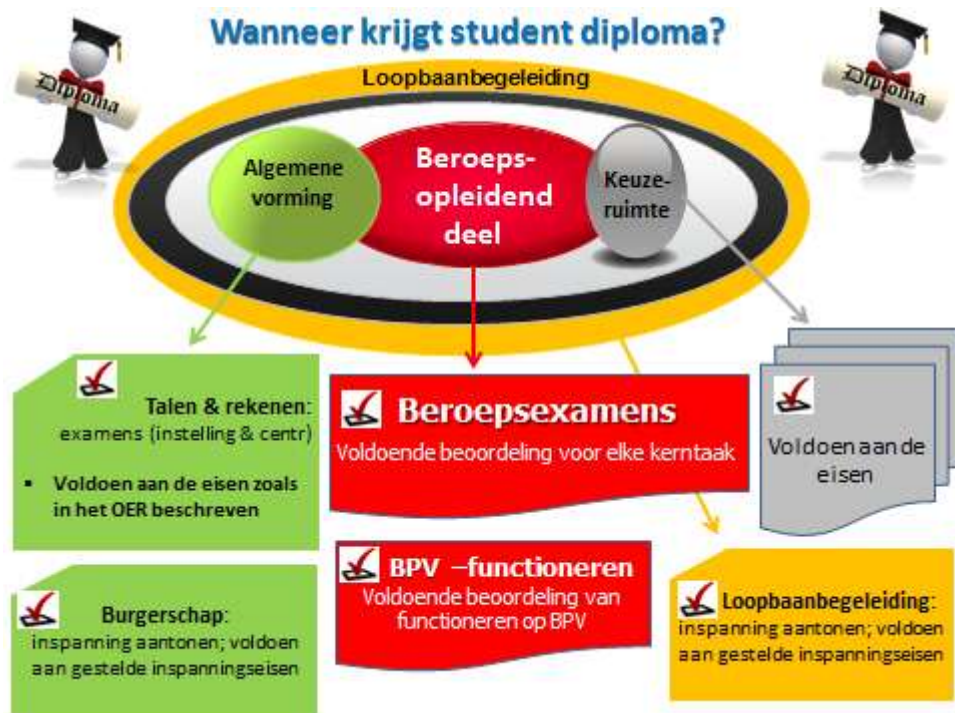 Wanneer krijgt student diploma?
Diploma
Diploma
Loopbaanbegeleiding
Algemene
vorming
Beroeps-
opleidend
deel
Keuze-
ruimte
Talen & rekenen:
examens (instelling & centr)
▪ Voldoen aan de eisen zoals
in het OER beschreven
Beroepsexamens
Voldoende beoordeling voor elke kerntaak
Voldoen aan de
eisen
Burgerschap:
inspanning aantonen; voldoen
aan gestelde inspanningseisen
BPV –functioneren
Voldoende beoordeling van
functioneren op BPV
Loopbaanbegeleiding:
inspanning aantonen; voldoen
aan gestelde inspanningseisen